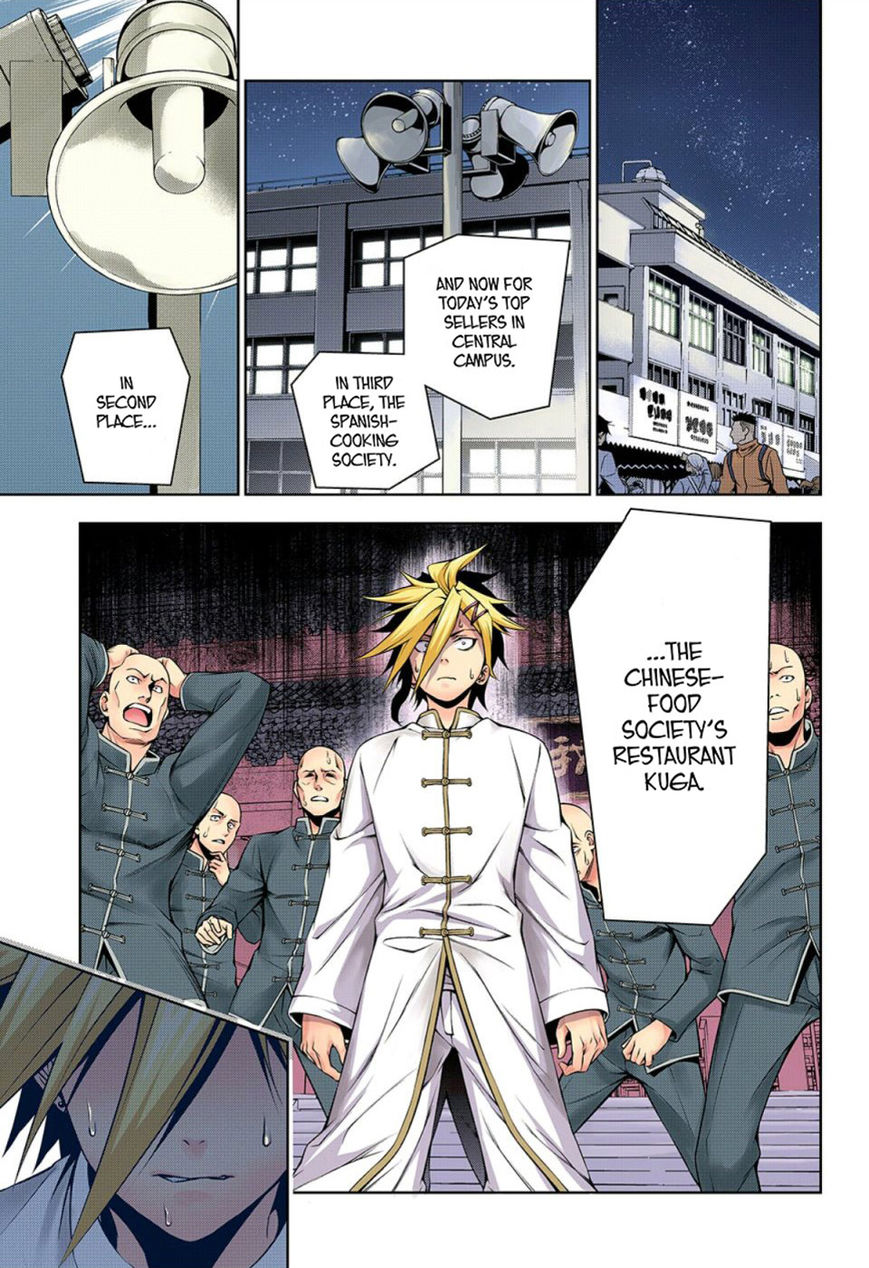 AND NOW FOR
TODAY'S TOP
SELLERS IN
CENTRAL
CAMPUS.
IN THIRD
PLACE, THE
SPANISH-
COOKING
SOCIETY.
IN
SECOND
PLACE...
...THE
CHINESE-
FOOD
SOCIETY'S
RESTAURANT
KUGA.